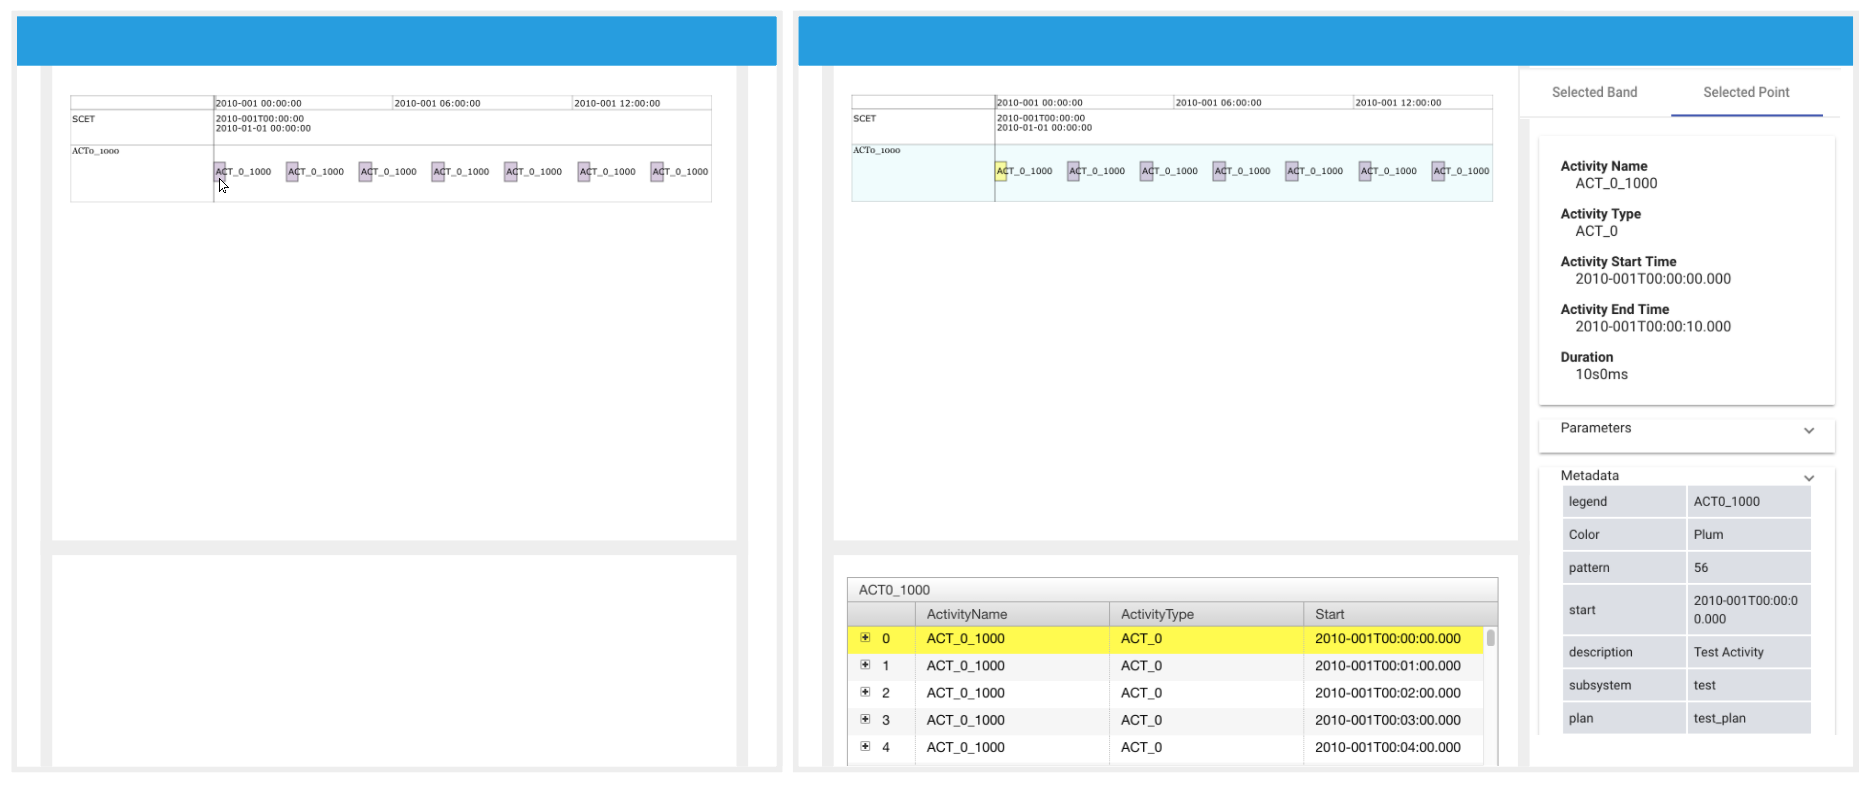 2010-001 00:00:00 2010-001 06:00:00 2010-001 12:00:00
SCET 2010-001T00:00:00
2010-01-01 00:00:00
ACT0_1000
ACT_0_1000 ACT_0_1000 ACT_0_1000 ACT_0_1000 ACT_0_1000 ACT_0_1000 ACT_0_1000
2010-001 00:00:00 2010-001 06:00:00 2010-001 12:00:00
SCET 2010-001T00:00:00
2010-01-01 00:00:00
ACT0_1000
ACT_0_1000 ACT_0_1000 ACT_0_1000 ACT_0_1000 ACT_0_1000 ACT_0_1000 ACT_0_1000
ACT0_1000
ActivityName ActivityType Start
0 ACT_0_1000 ACT_0 2010-001T00:00:00.000
1 ACT_0_1000 ACT_0 2010-001T00:01:00.000
2 ACT_0_1000 ACT_0 2010-001T00:02:00.000
3 ACT_0_1000 ACT_0 2010-001T00:03:00.000
4 ACT_0_1000 ACT_0 2010-001T00:04:00.000
Selected Band Selected Point
Activity Name
ACT_0_1000
Activity Type
ACT_0
Activity Start Time
2010-001T00:00:00.000
Activity End Time
2010-001T00:00:10.000
Duration
10s0ms
Parameters
Metadata
legend ACT0_1000
Color Plum
pattern 56
start 2010-001T00:00:0
0.000
description Test Activity
subsystem test
plan test_plan